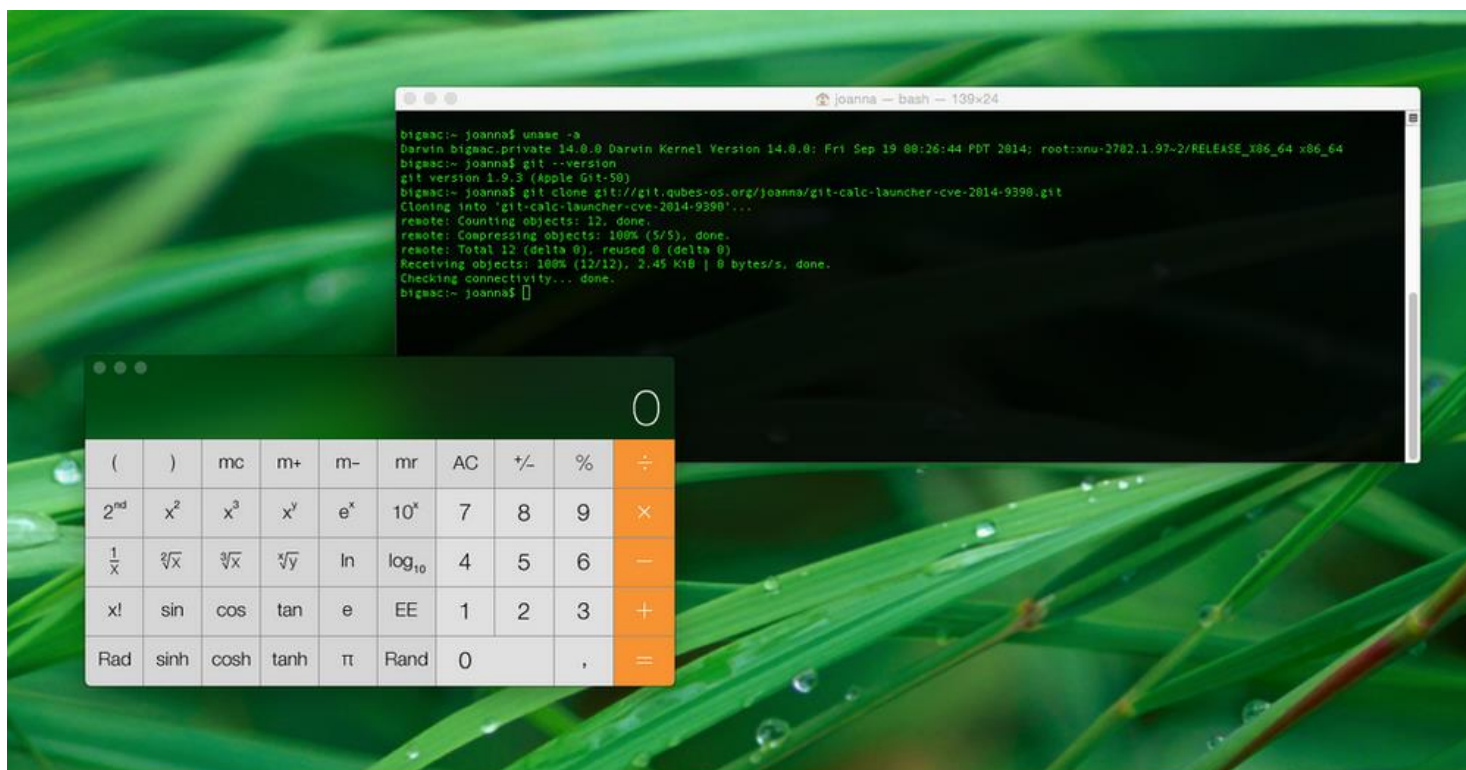 joanna — bash — 139×24
bigmac:~ joanna$ uname -a
Darwin bigmac.private 14.0.0 Darwin Kernel Version 14.0.0: Fri Sep 19 00:26:44 PDT 2014; root:xnu-2782.1.97~2/RELEASE_X86_64 x86_64
bigmac:~ joanna$ git --version
git version 1.9.3 (Apple Git-50)
bigmac:~ joanna$ git clone git://git.qubes-os.org/joanna/git-calc-launcher-cve-2014-9390.git
Cloning into 'git-calc-launcher-cve-2014-9390'...
remote: Counting objects: 12, done.
remote: Compressing objects: 100% (5/5), done.
remote: Total 12 (delta 0), reused 0 (delta 0)
Receiving objects: 100% (12/12), 2.45 KiB | 0 bytes/s, done.
Checking connectivity... done.
bigmac:~ joanna$
0
( ) mc m+ m- mr AC +/- % ÷
2nd x² x³ xʸ eˣ 10ˣ 7 8 9 ×
1/x ²√x ³√x ˣ√y ln log₁₀ 4 5 6 −
x! sin cos tan e EE 1 2 3 +
Rad sinh cosh tanh π Rand 0 , =